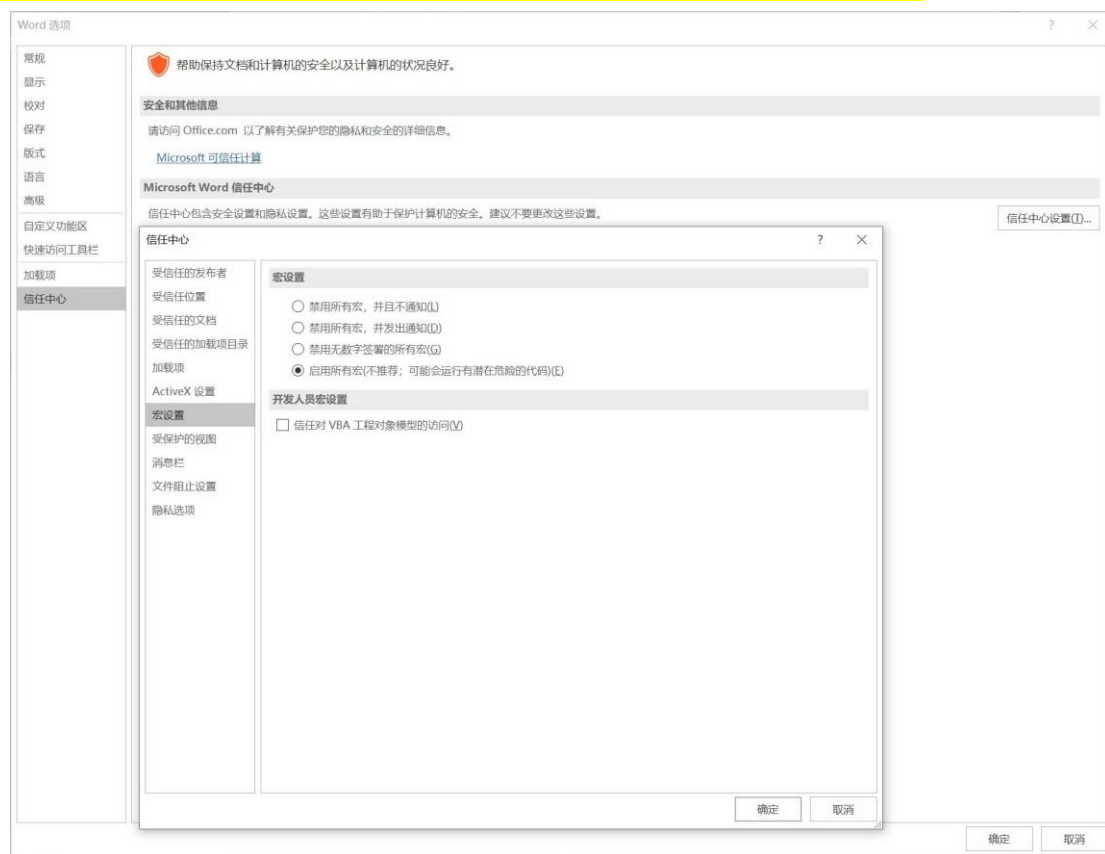 Word 选项
?
常规
显示
校对
保存
版式
语言
高级
自定义功能区
快速访问工具栏
加载项
信任中心
帮助保持文档和计算机的安全以及计算机的状况良好。
安全和其他信息
请访问 Office.com 以了解有关保护您的隐私和安全的详细信息。
Microsoft 可信任计算
Microsoft Word 信任中心
信任中心包含安全设置和隐私设置。这些设置有助于保护计算机的安全。建议不要更改这些设置。
信任中心设置(T)...
信任中心
?
受信任的发布者
受信任位置
受信任的文档
受信任的加载项目录
加载项
ActiveX 设置
宏设置
受保护的视图
消息栏
文件阻止设置
隐私选项
宏设置
禁用所有宏，并且不通知(L)
禁用所有宏，并发出通知(D)
禁用无数字签署的所有宏(G)
启用所有宏(不推荐；可能会运行有潜在危险的代码)(E)
开发人员宏设置
信任对 VBA 工程对象模型的访问(V)
确定
取消
确定
取消